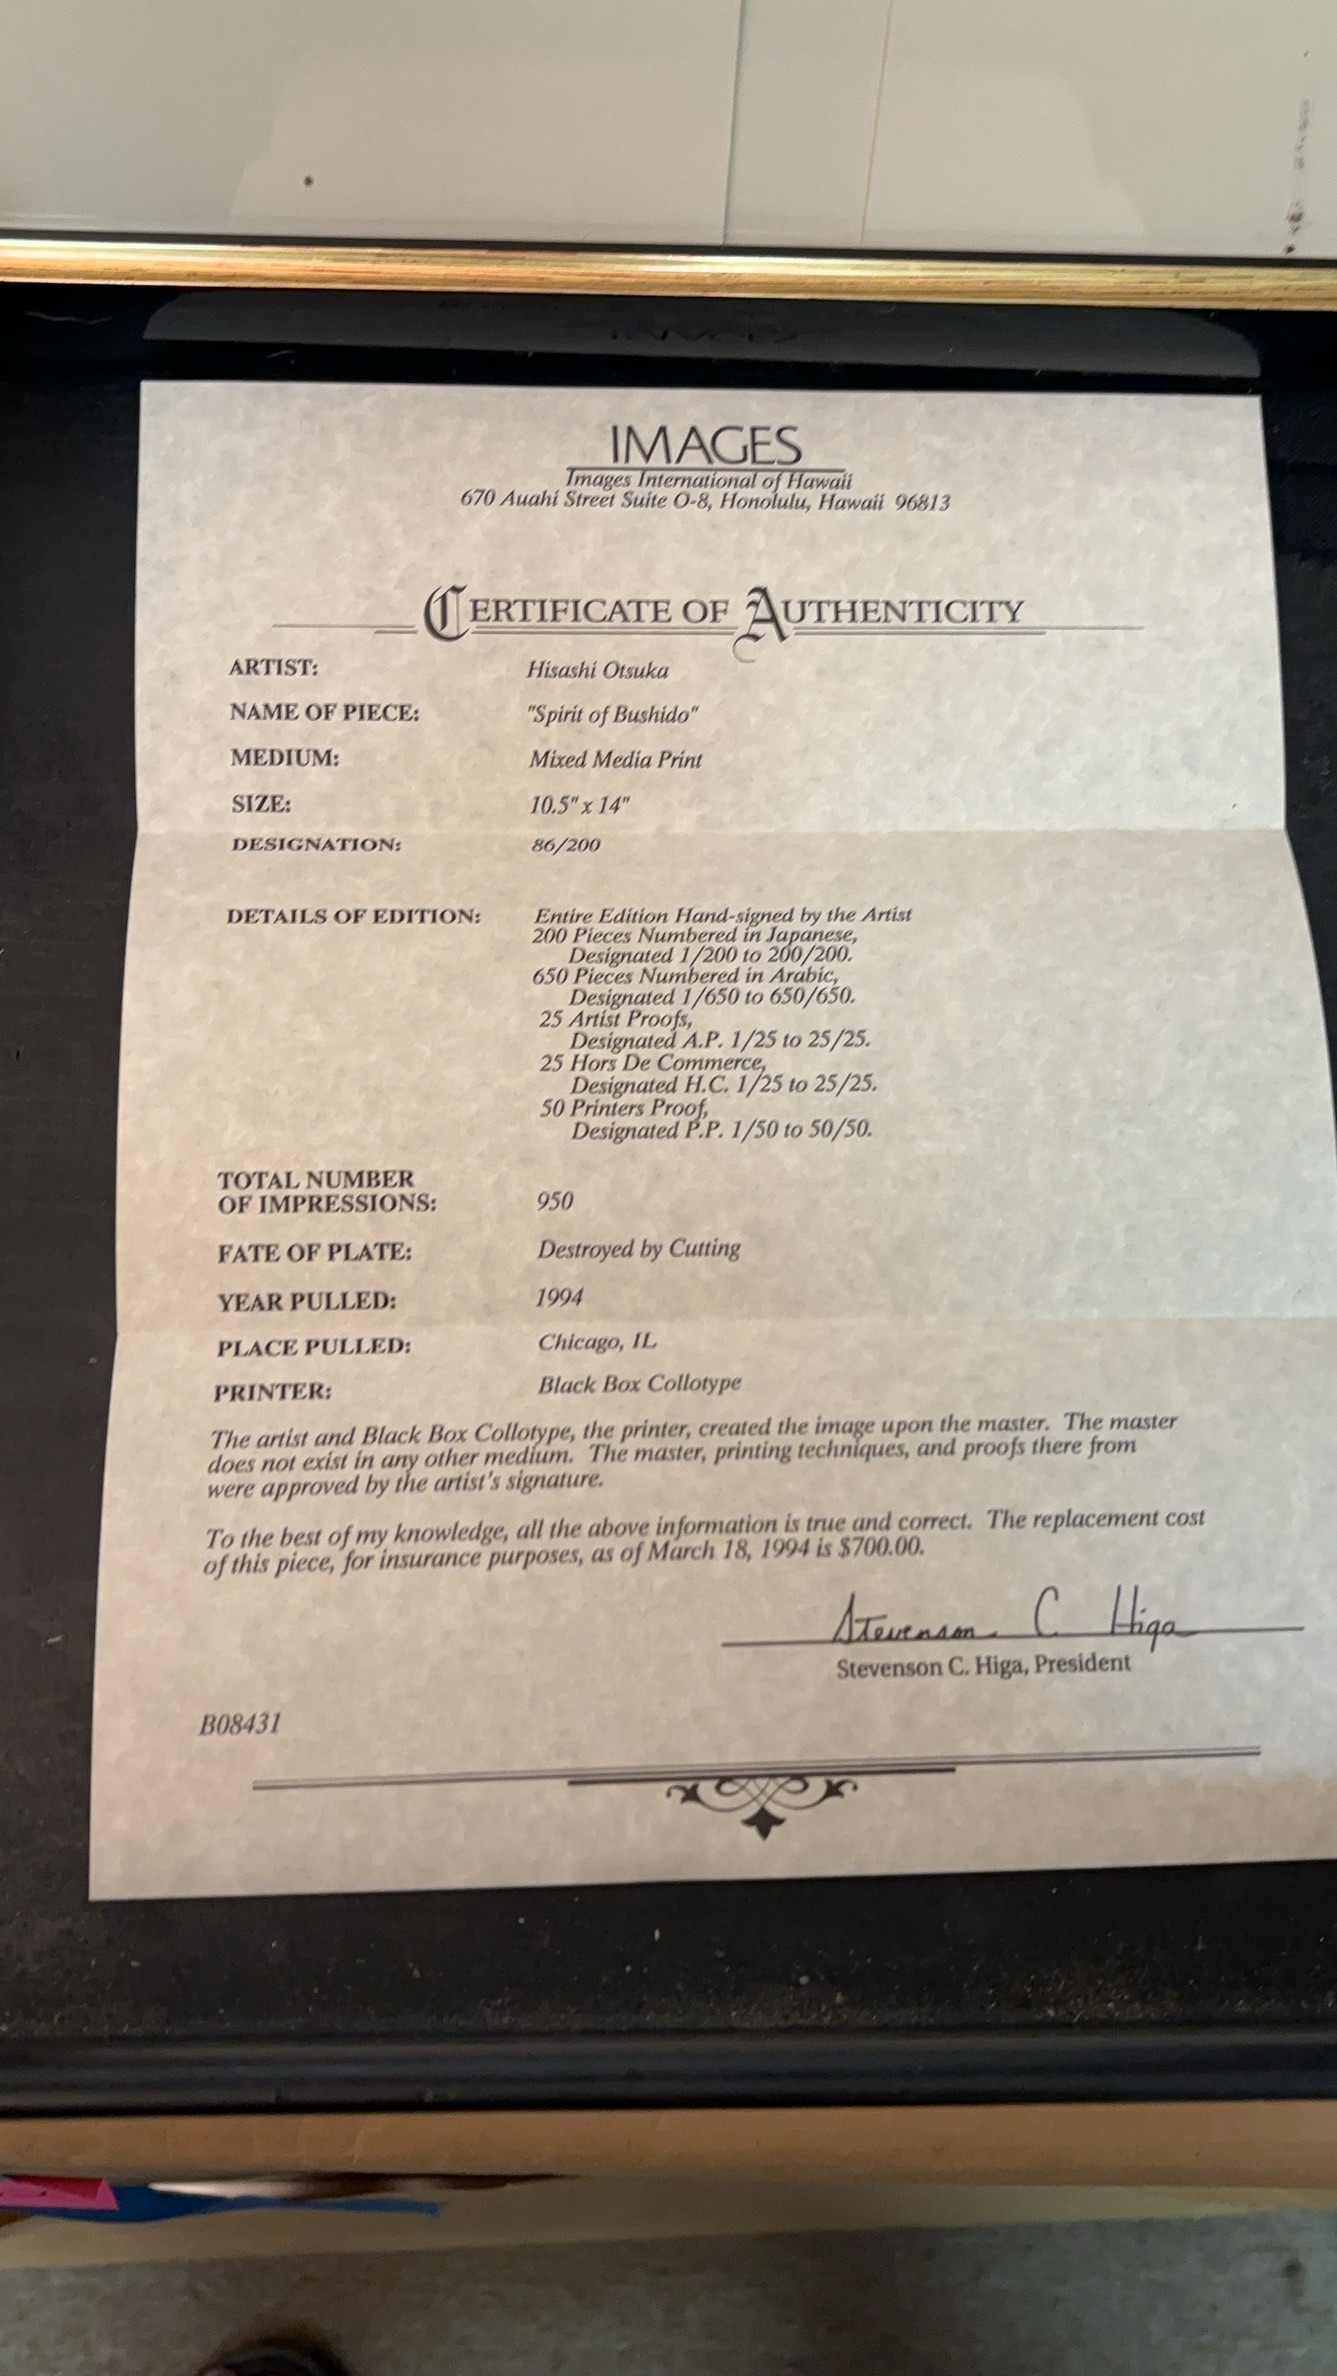 IMAGES
Images International of Hawaii
670 Auahi Street Suite O-8, Honolulu, Hawaii 96813
CERTIFICATE OF AUTHENTICITY
ARTIST: Hisashi Otsuka
NAME OF PIECE: "Spirit of Bushido"
MEDIUM: Mixed Media Print
SIZE: 10.5" x 14"
DESIGNATION: 86/200
DETAILS OF EDITION: Entire Edition Hand-signed by the Artist
200 Pieces Numbered in Japanese,
Designated 1/200 to 200/200.
650 Pieces Numbered in Arabic,
Designated 1/650 to 650/650.
25 Artist Proofs,
Designated A.P. 1/25 to 25/25.
25 Hors De Commerce,
Designated H.C. 1/25 to 25/25.
50 Printers Proof,
Designated P.P. 1/50 to 50/50.
TOTAL NUMBER
OF IMPRESSIONS: 950
FATE OF PLATE: Destroyed by Cutting
YEAR PULLED: 1994
PLACE PULLED: Chicago, IL
PRINTER: Black Box Collotype
The artist and Black Box Collotype, the printer, created the image upon the master. The master
does not exist in any other medium. The master, printing techniques, and proofs there from
were approved by the artist's signature.
To the best of my knowledge, all the above information is true and correct. The replacement cost
of this piece, for insurance purposes, as of March 18, 1994 is $700.00.
Stevenson C. Higa
Stevenson C. Higa, President
B08431